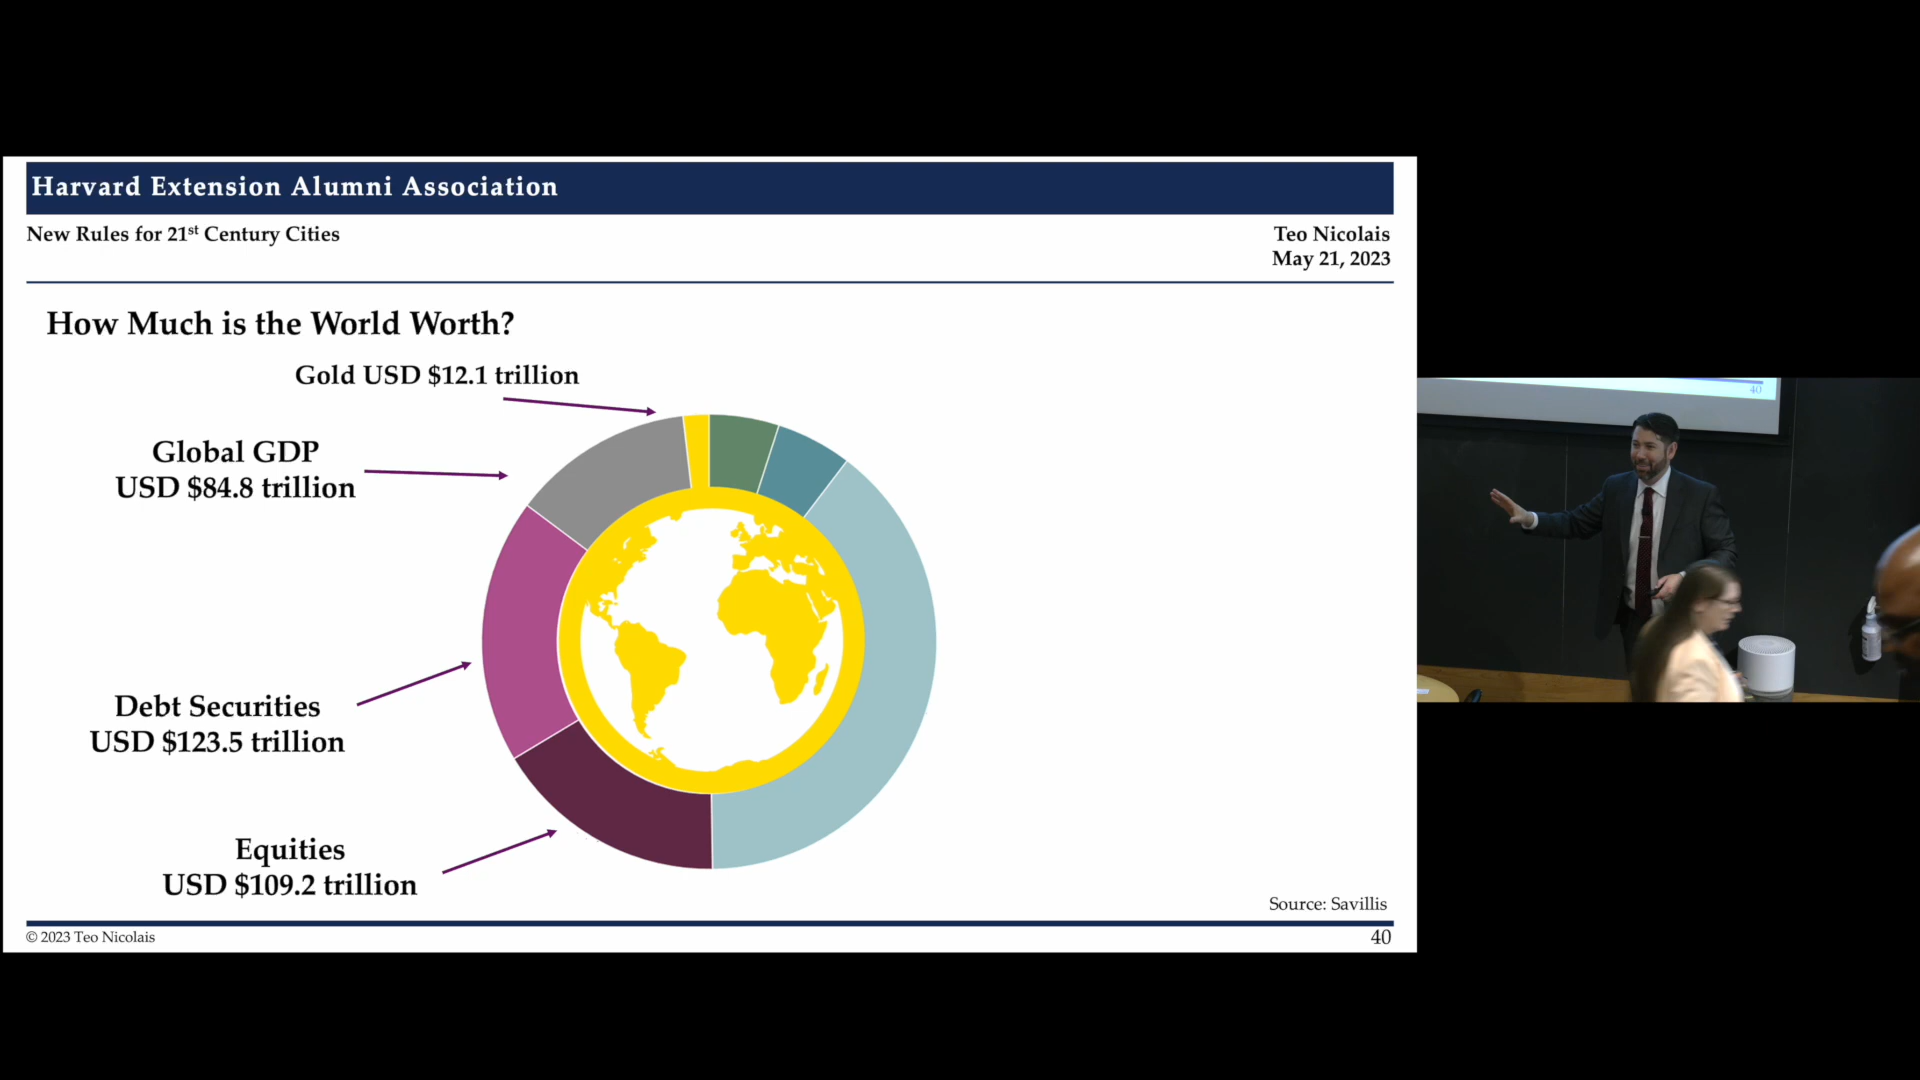 Harvard Extension Alumni Association
New Rules for 21st Century Cities
Teo Nicolais
May 21, 2023
How Much is the World Worth?
Gold USD $12.1 trillion
Global GDP
USD $84.8 trillion
Debt Securities
USD $123.5 trillion
Equities
USD $109.2 trillion
Source: Savillis
© 2023 Teo Nicolais
40
40